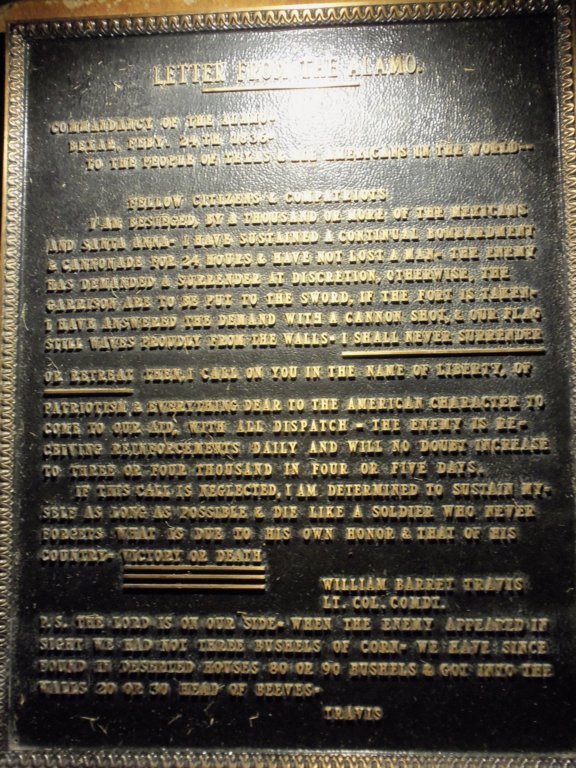 LETTER FROM THE ALAMO.
COMMANDANCY OF THE ALAMO-
BEXAR, FEBY. 24TH 1836-
TO THE PEOPLE OF TEXAS & ALL AMERICANS IN THE WORLD--
FELLOW CITIZENS & COMPATRIOTS
I AM BESIEGED, BY A THOUSAND OR MORE OF THE MEXICANS
AND SANTA ANNA- I HAVE SUSTAINED A CONTINUAL BOMBARDMENT
& CANNONADE FOR 24 HOURS & HAVE NOT LOST A MAN- THE ENEMY
HAS DEMANDED A SURRENDER AT DISCRETION, OTHERWISE, THE
GARRISON ARE TO BE PUT TO THE SWORD, IF THE FORT IS TAKEN-
I HAVE ANSWERED THE DEMAND WITH A CANNON SHOT, & OUR FLAG
STILL WAVES PROUDLY FROM THE WALLS- I SHALL NEVER SURRENDER
OR RETREAT THEN, I CALL ON YOU IN THE NAME OF LIBERTY, OF
PATRIOTISM, & EVERYTHING DEAR TO THE AMERICAN CHARACTER TO
COME TO OUR AID, WITH ALL DISPATCH - THE ENEMY IS RE-
CEIVING REINFORCEMENTS DAILY AND WILL NO DOUBT INCREASE
TO THREE OR FOUR THOUSAND IN FOUR OR FIVE DAYS.
IF THIS CALL IS NEGLECTED, I AM DETERMINED TO SUSTAIN MY-
SELF AS LONG AS POSSIBLE & DIE LIKE A SOLDIER WHO NEVER
FORGETS WHAT IS DUE TO HIS OWN HONOR & THAT OF HIS
COUNTRY- VICTORY OR DEATH
WILLIAM BARRET TRAVIS
LT. COL. COMDT.
P.S. THE LORD IS ON OUR SIDE- WHEN THE ENEMY APPEARED IN
SIGHT WE HAD NOT THREE BUSHELS OF CORN- WE HAVE SINCE
FOUND IN DESERTED HOUSES 80 OR 90 BUSHELS & GOT INTO THE
WALLS 20 OR 30 HEAD OF BEEVES-
TRAVIS